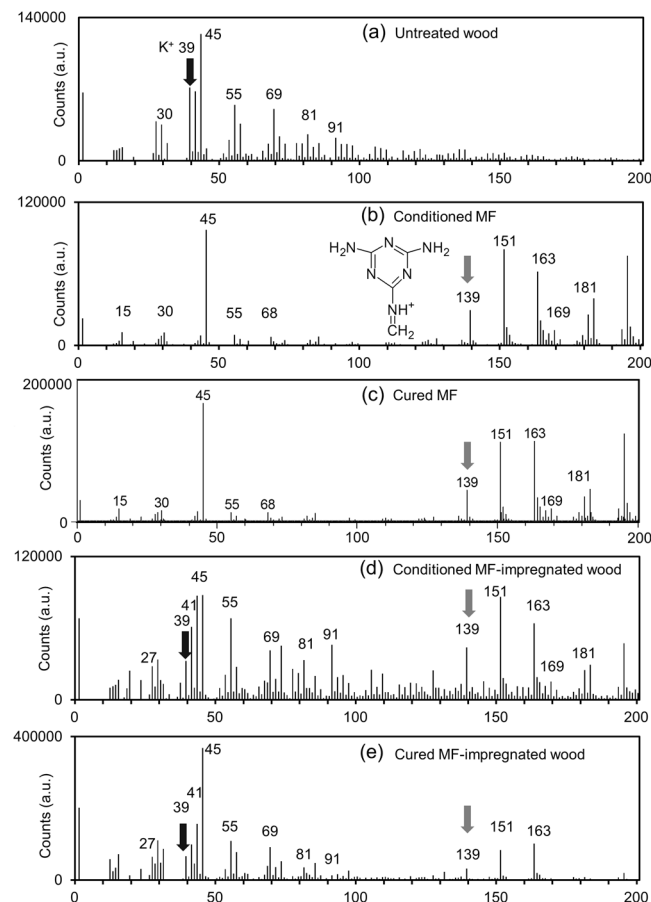 140000
(a) Untreated wood
K⁺ 39
45
30
55
69
81
91
Counts (a.u.)
0
0 50 100 150 200
120000
(b) Conditioned MF
45
151
163
139
181
169
15
30
55
68
H₂N
N
NH₂
N
N
NH⁺
CH₂
Counts (a.u.)
0
0 50 100 150 200
200000
(c) Cured MF
45
151
163
139
181
169
15
30
55
68
Counts (a.u.)
0
0 50 100 150 200
120000
(d) Conditioned MF-impregnated wood
45
41
39
27
55
69
81
91
139
151
163
169
181
Counts (a.u.)
0
0 50 100 150 200
400000
(e) Cured MF-impregnated wood
45
41
39
27
55
69
81
91
139
151
163
Counts (a.u.)
0
0 50 100 150 200